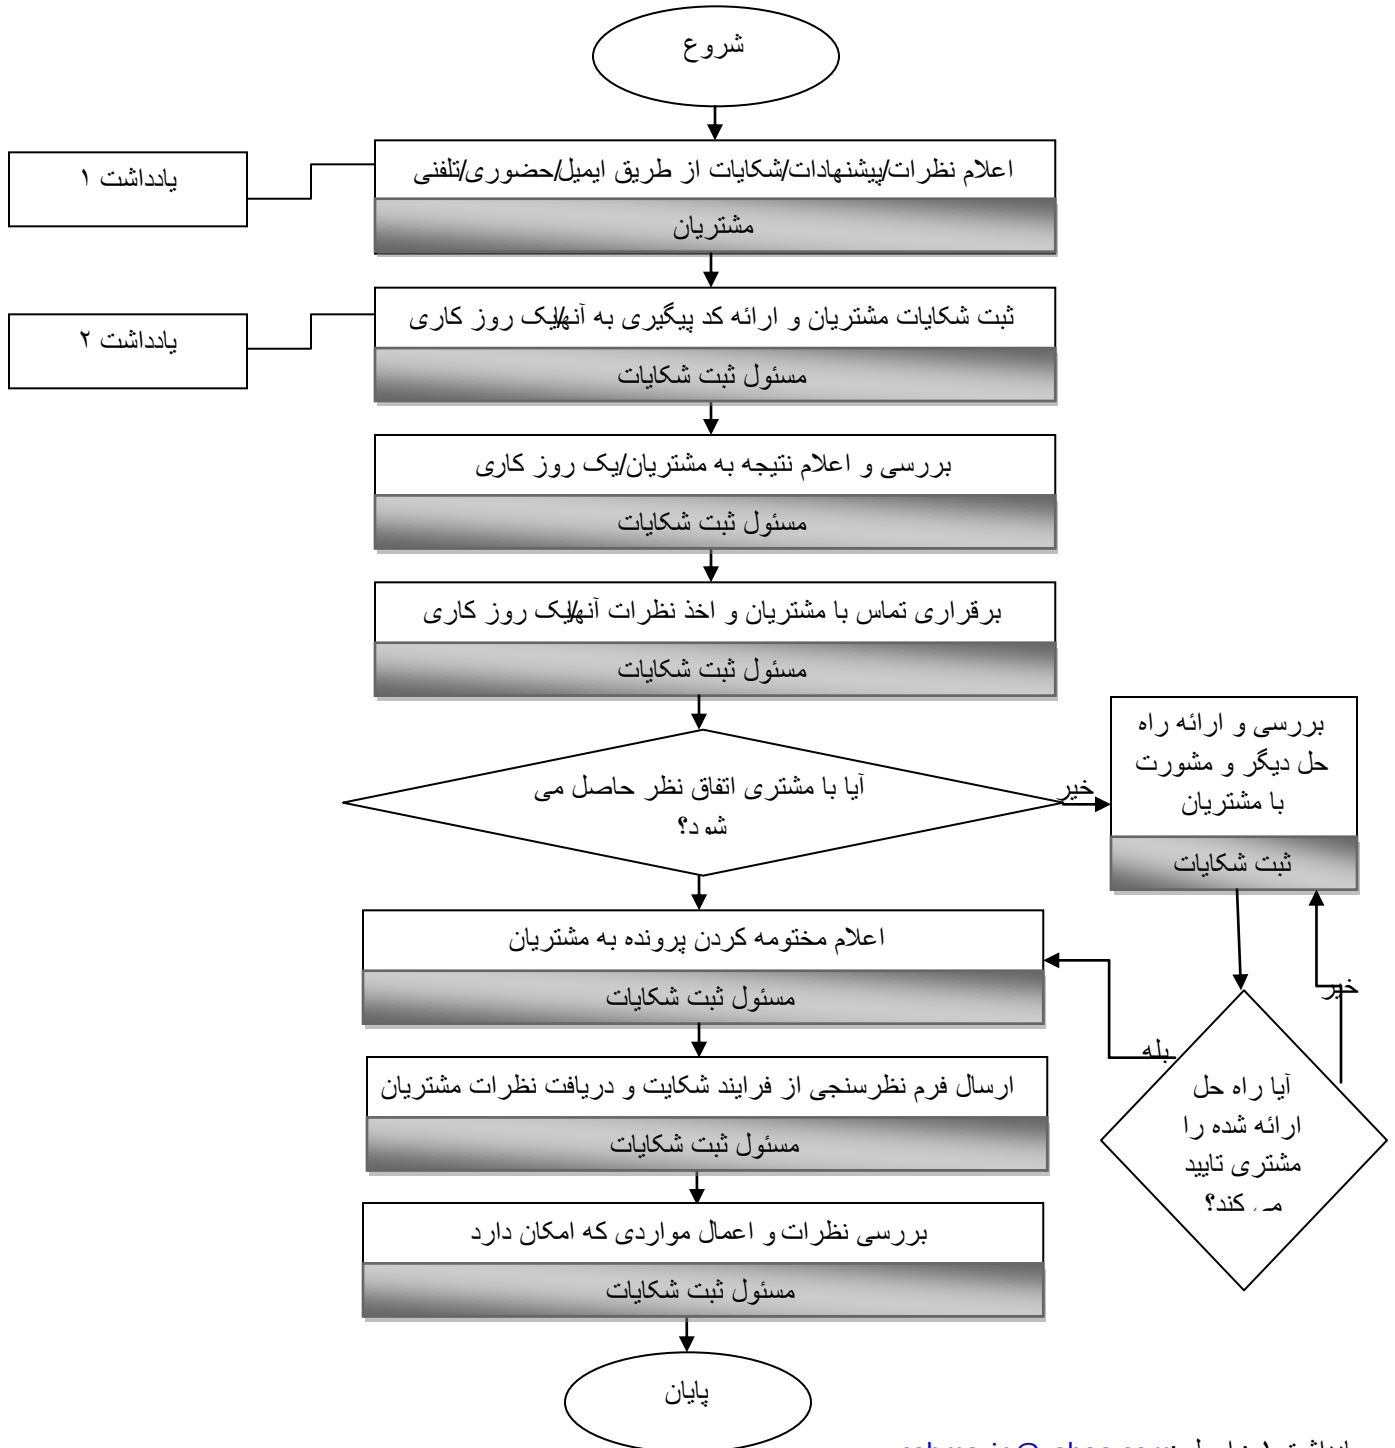 شروع
اعلام نظرات/پیشنهادات/شکایات از طریق ایمیل/حضوری/تلفنی
مشتریان
یادداشت ۱
ثبت شکایات مشتریان و ارائه کد پیگیری به آنها/یک روز کاری
مسئول ثبت شکایات
یادداشت ۲
بررسی و اعلام نتیجه به مشتریان/یک روز کاری
مسئول ثبت شکایات
برقراری تماس با مشتریان و اخذ نظرات آنها/یک روز کاری
مسئول ثبت شکایات
آیا با مشتری اتفاق نظر حاصل می
شود؟
خیر
بررسی و ارائه راه
حل دیگر و مشورت
با مشتریان
ثبت شکایات
اعلام مختومه کردن پرونده به مشتریان
مسئول ثبت شکایات
خیر
بله
آیا راه حل
ارائه شده را
مشتری تایید
می کند؟
ارسال فرم نظرسنجی از فرایند شکایت و دریافت نظرات مشتریان
مسئول ثبت شکایات
بررسی نظرات و اعمال مواردی که امکان دارد
مسئول ثبت شکایات
پایان